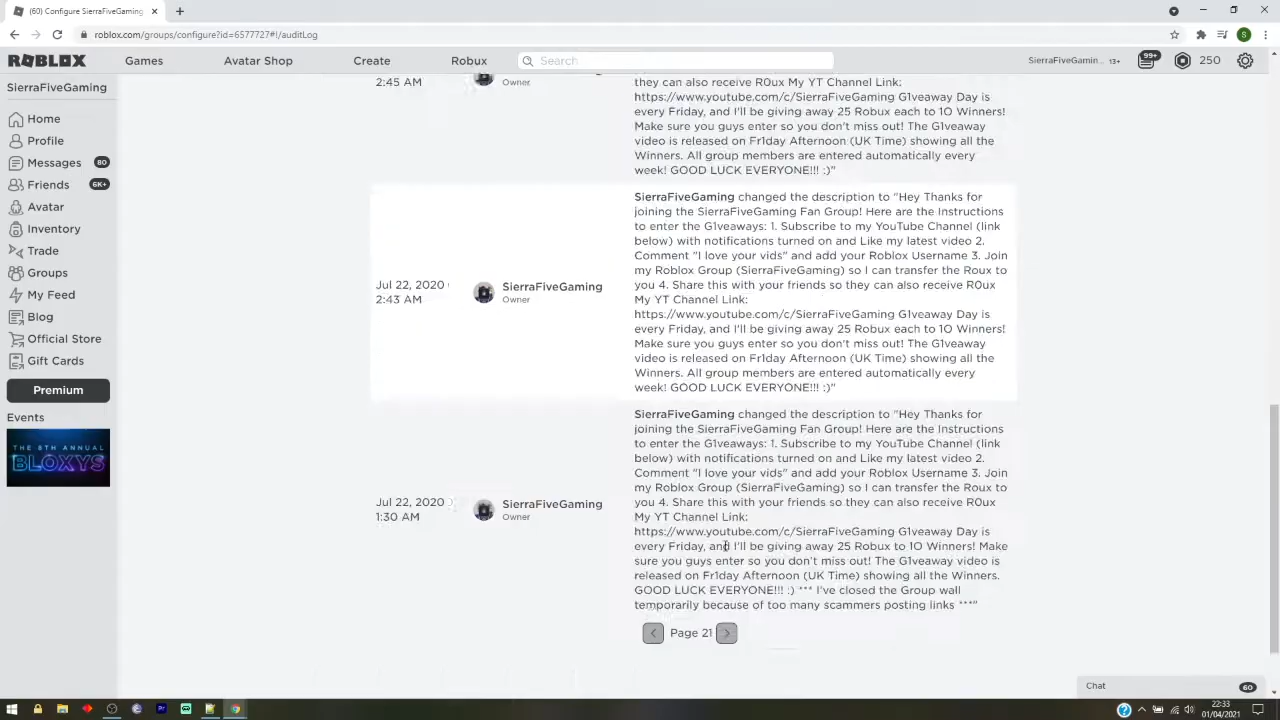 (60) Configure SierraFiveGaming
roblox.com/groups/configure?id=6577727#!/auditLog
ROBLOX
Games
Avatar Shop
Create
Robux
Search
SierraFiveGamin... 13+
99+
250
SierraFiveGaming
Home
Profile
Messages 80
Friends 6K+
Avatar
Inventory
Trade
Groups
My Feed
Blog
Official Store
Gift Cards
Premium
Events
THE 8TH ANNUAL
BLOXYS
2:45 AM
Owner
they can also receive R0ux My YT Channel Link:
https://www.youtube.com/c/SierraFiveGaming G1veaway Day is
every Friday, and I'll be giving away 25 Robux each to 1O Winners!
Make sure you guys enter so you don't miss out! The G1veaway
video is released on Fr1day Afternoon (UK Time) showing all the
Winners. All group members are entered automatically every
week! GOOD LUCK EVERYONE!!! :)"
Jul 22, 2020
2:43 AM
SierraFiveGaming
Owner
SierraFiveGaming changed the description to "Hey Thanks for
joining the SierraFiveGaming Fan Group! Here are the Instructions
to enter the G1veaways: 1. Subscribe to my YouTube Channel (link
below) with notifications turned on and Like my latest video 2.
Comment "I love your vids" and add your Roblox Username 3. Join
my Roblox Group (SierraFiveGaming) so I can transfer the Roux to
you 4. Share this with your friends so they can also receive R0ux
My YT Channel Link:
https://www.youtube.com/c/SierraFiveGaming G1veaway Day is
every Friday, and I'll be giving away 25 Robux each to 1O Winners!
Make sure you guys enter so you don't miss out! The G1veaway
video is released on Fr1day Afternoon (UK Time) showing all the
Winners. All group members are entered automatically every
week! GOOD LUCK EVERYONE!!! :)"
Jul 22, 2020
1:30 AM
SierraFiveGaming
Owner
SierraFiveGaming changed the description to "Hey Thanks for
joining the SierraFiveGaming Fan Group! Here are the Instructions
to enter the G1veaways: 1. Subscribe to my YouTube Channel (link
below) with notifications turned on and Like my latest video 2.
Comment "I love your vids" and add your Roblox Username 3. Join
my Roblox Group (SierraFiveGaming) so I can transfer the Roux to
you 4. Share this with your friends so they can also receive R0ux
My YT Channel Link:
https://www.youtube.com/c/SierraFiveGaming G1veaway Day is
every Friday, and I'll be giving away 25 Robux to 1O Winners! Make
sure you guys enter so you don't miss out! The G1veaway video is
released on Fr1day Afternoon (UK Time) showing all the Winners.
GOOD LUCK EVERYONE!!! :) *** I've closed the Group wall
temporarily because of too many scammers posting links ***"
Page 21
Chat 60
22:33
01/04/2021